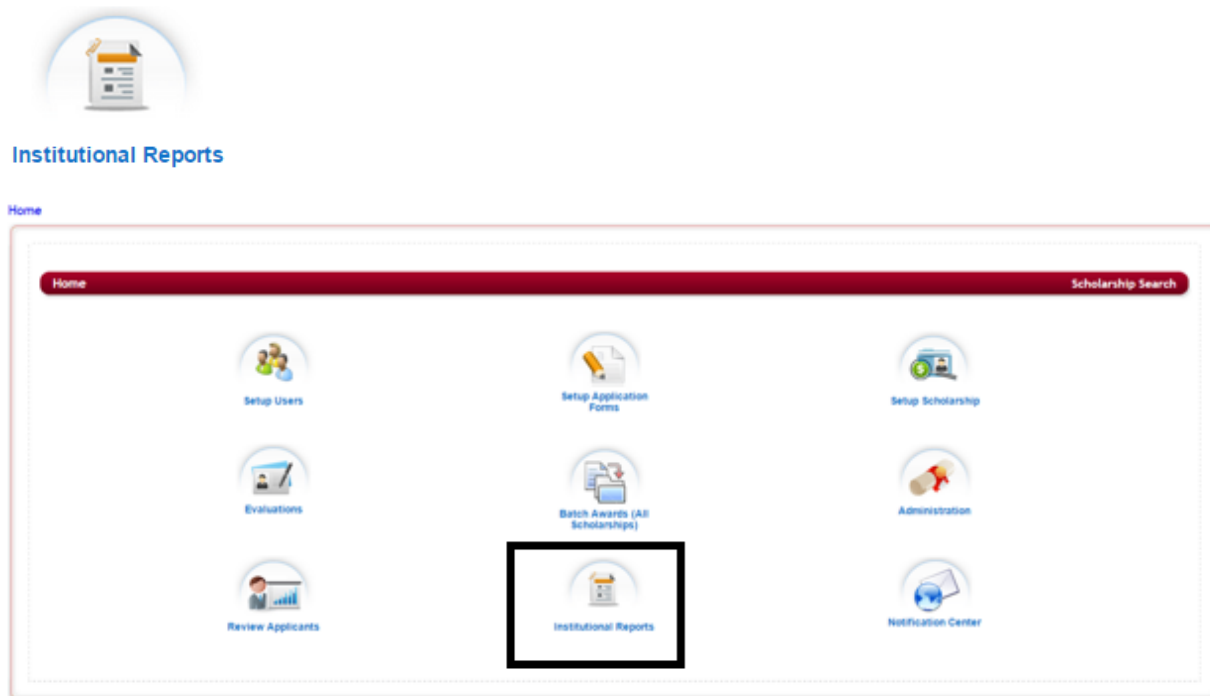 Institutional Reports
Home
Home Scholarship Search
Setup Users
Setup Application
Forms
Setup Scholarship
Evaluations
Batch Awards (All
Scholarships)
Administration
Review Applicants
Institutional Reports
Notification Center